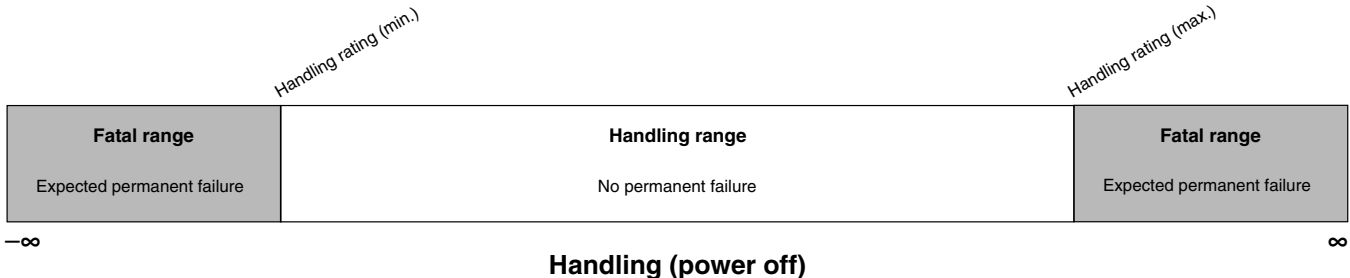 Handling rating (min.)
Handling rating (max.)
Fatal range
Expected permanent failure
Handling range
No permanent failure
Fatal range
Expected permanent failure
–∞
∞
Handling (power off)